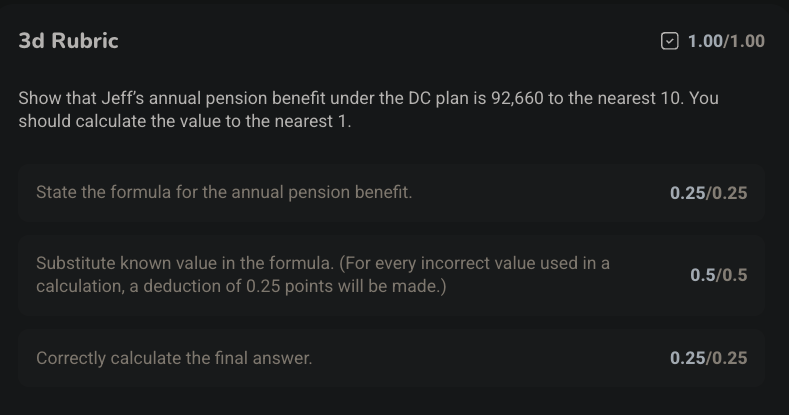 3d Rubric
1.00/1.00
Show that Jeff's annual pension benefit under the DC plan is 92,660 to the nearest 10. You
should calculate the value to the nearest 1.
State the formula for the annual pension benefit.
0.25/0.25
Substitute known value in the formula. (For every incorrect value used in a
calculation, a deduction of 0.25 points will be made.)
0.5/0.5
Correctly calculate the final answer.
0.25/0.25